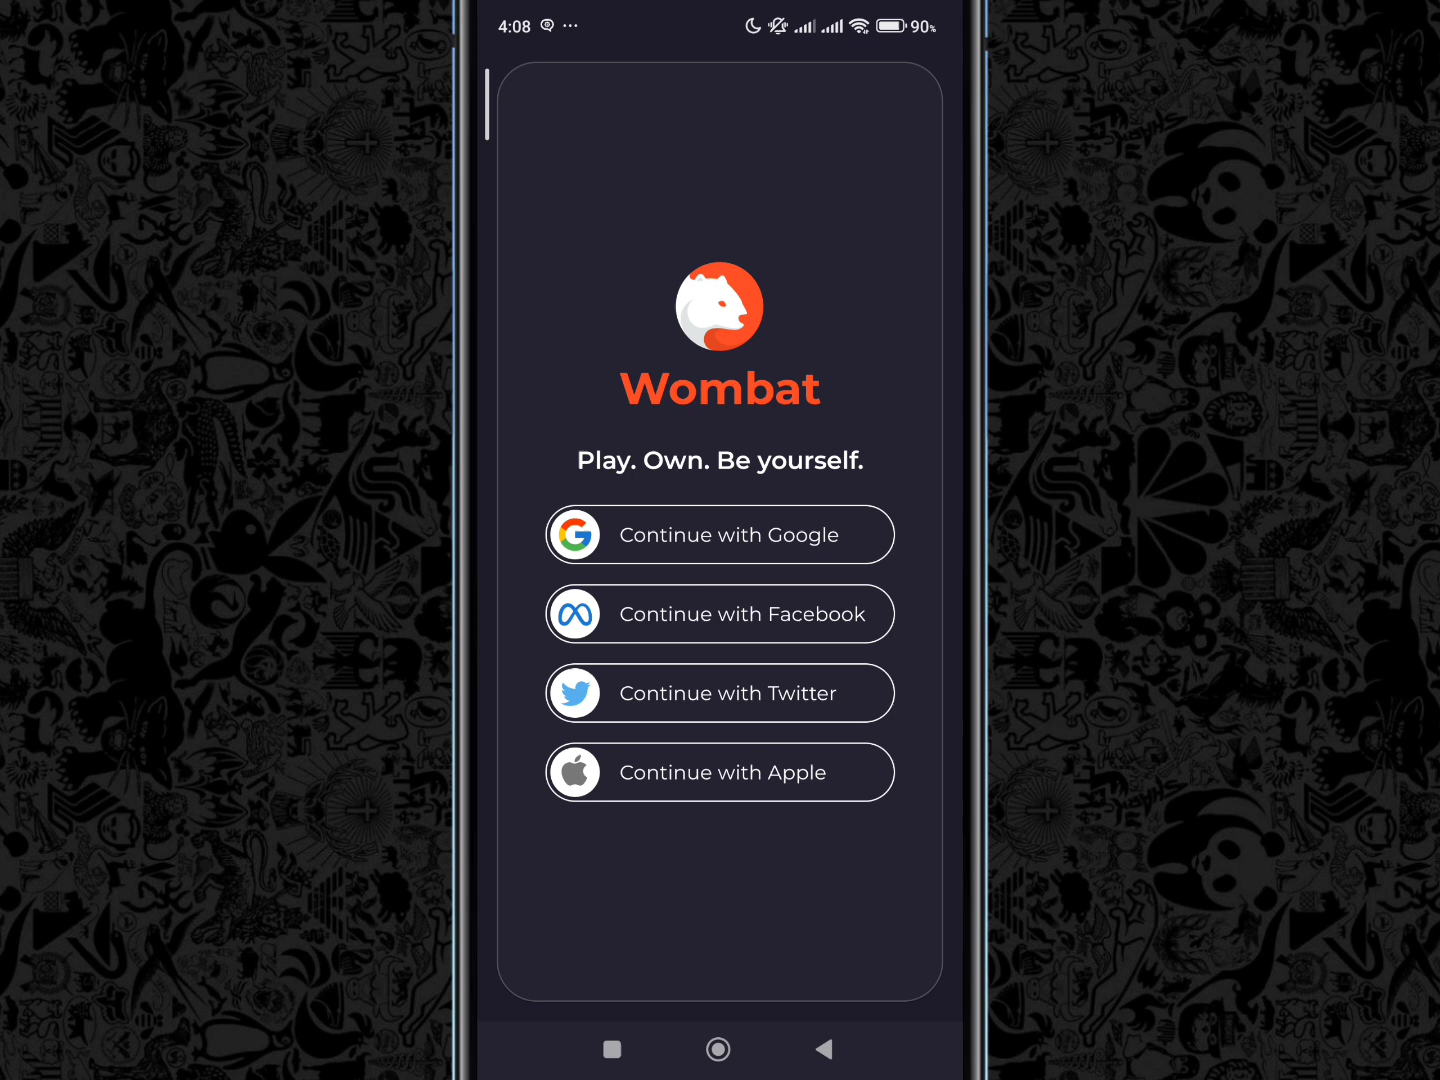 4:08
90%
Wombat
Play. Own. Be yourself.
Continue with Google
Continue with Facebook
Continue with Twitter
Continue with Apple